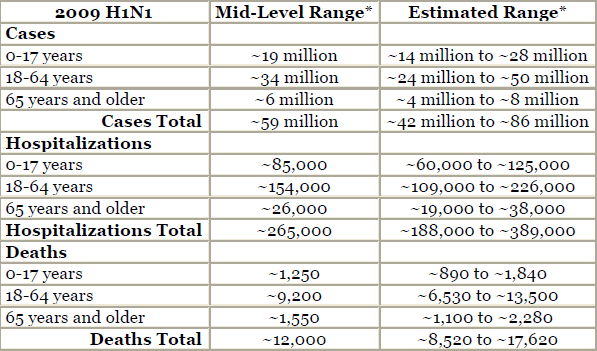 2009 H1N1 Mid-Level Range* Estimated Range*
Cases
0-17 years ~19 million ~14 million to ~28 million
18-64 years ~34 million ~24 million to ~50 million
65 years and older ~6 million ~4 million to ~8 million
Cases Total ~59 million ~42 million to ~86 million
Hospitalizations
0-17 years ~85,000 ~60,000 to ~125,000
18-64 years ~154,000 ~109,000 to ~226,000
65 years and older ~26,000 ~19,000 to ~38,000
Hospitalizations Total ~265,000 ~188,000 to ~389,000
Deaths
0-17 years ~1,250 ~890 to ~1,840
18-64 years ~9,200 ~6,530 to ~13,500
65 years and older ~1,550 ~1,100 to ~2,280
Deaths Total ~12,000 ~8,520 to ~17,620